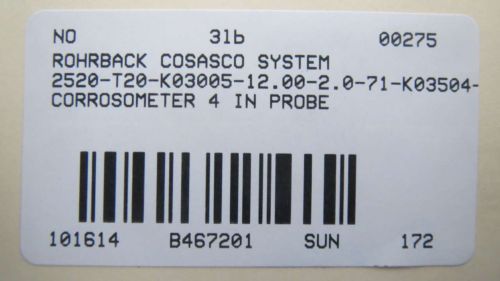 NO 31b 00275
ROHRBACK COSASCO SYSTEM
2520-T20-K03005-12.00-2.0-71-K03504-
CORROSOMETER 4 IN PROBE
101614 B467201 SUN 172